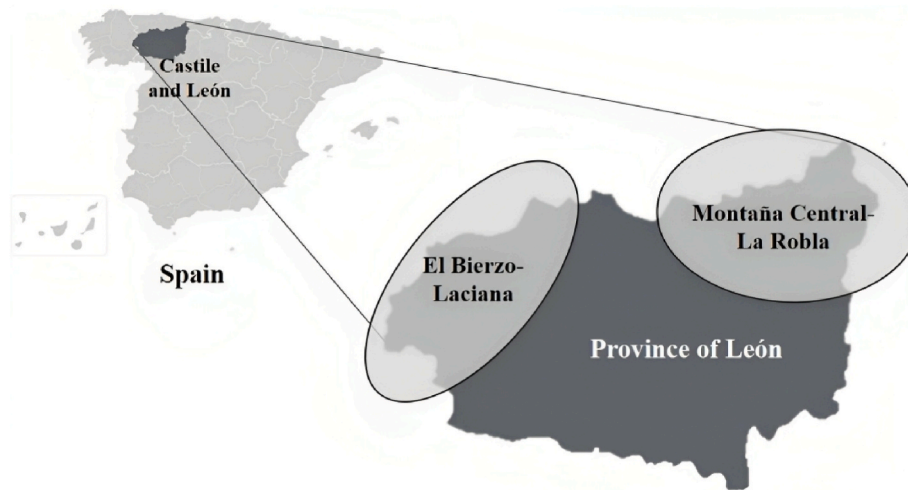 Castile
and León
Spain
El Bierzo-
Laciana
Montaña Central-
La Robla
Province of León